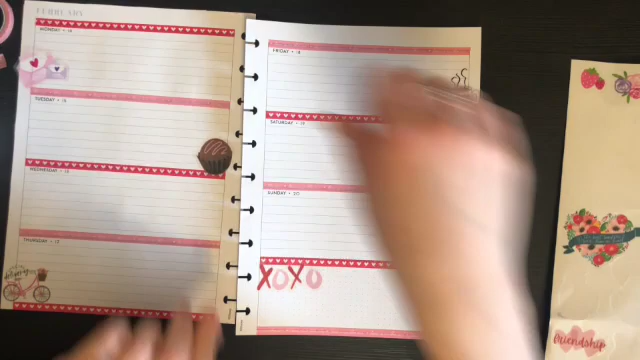 FEBRUARY
MONDAY • 14
TUESDAY • 15
WEDNESDAY • 16
THURSDAY • 17
FRIDAY • 18
SATURDAY • 19
SUNDAY • 20
XOXO
friendship